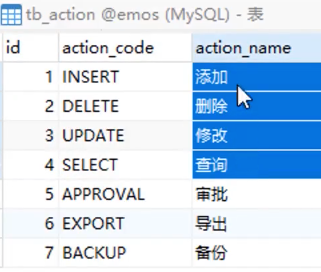 tb_action @emos (MySQL) - 表
id action_code action_name
1 INSERT 添加
2 DELETE 删除
3 UPDATE 修改
4 SELECT 查询
5 APPROVAL 审批
6 EXPORT 导出
7 BACKUP 备份